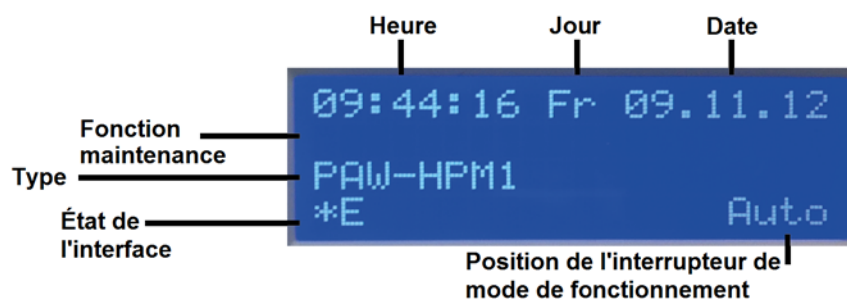 Heure Jour Date
09:44:16 Fr 09.11.12
Fonction
maintenance
Type
PAW-HPM1
État de
l'interface
*E Auto
Position de l'interrupteur de
mode de fonctionnement